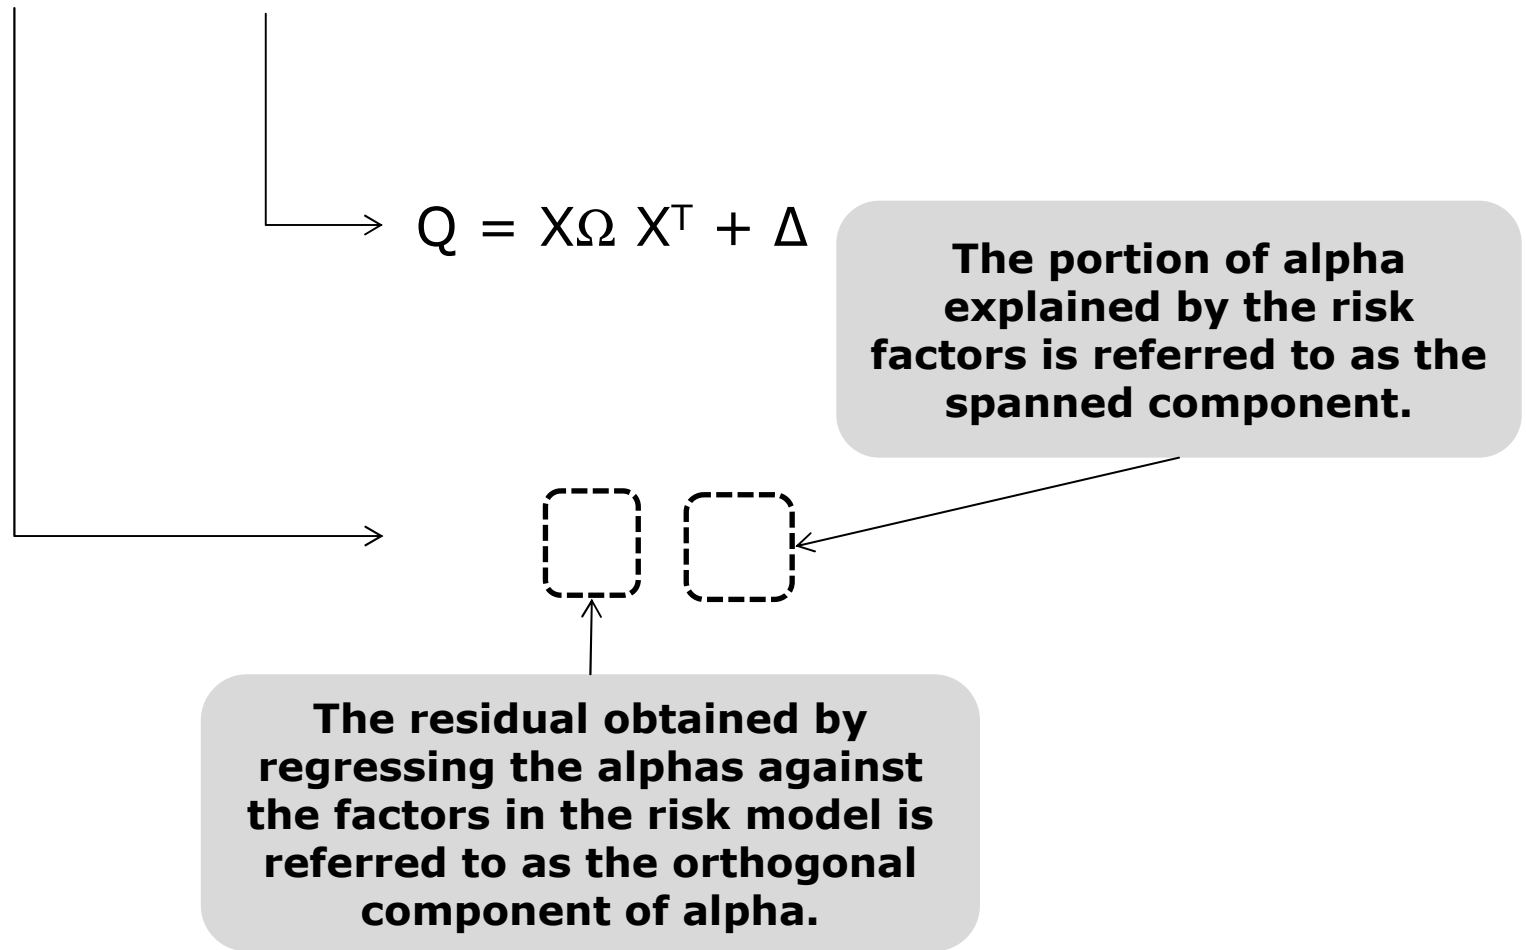 Q = XΩ Xᵀ + Δ
The portion of alpha
explained by the risk
factors is referred to as the
spanned component.
The residual obtained by
regressing the alphas against
the factors in the risk model is
referred to as the orthogonal
component of alpha.